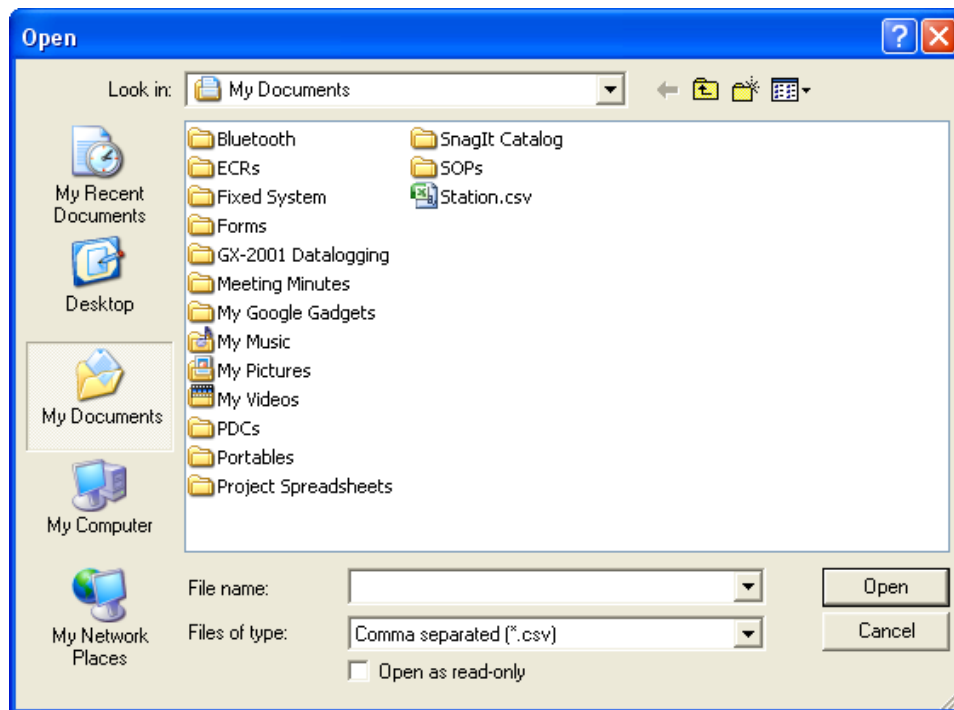 Open
Look in: My Documents
My Recent
Documents
Desktop
My Documents
My Computer
My Network
Places
Bluetooth
ECRs
Fixed System
Forms
GX-2001 Datalogging
Meeting Minutes
My Google Gadgets
My Music
My Pictures
My Videos
PDCs
Portables
Project Spreadsheets
SnagIt Catalog
SOPs
Station.csv
File name:
Open
Files of type: Comma separated (*.csv)
Cancel
Open as read-only